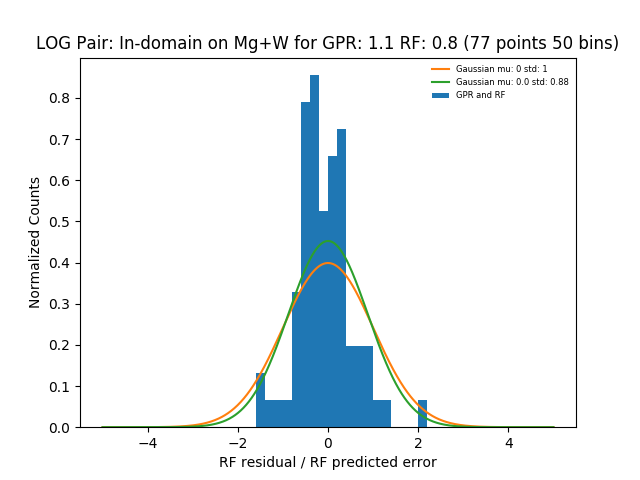 LOG Pair: In-domain on Mg+W for GPR: 1.1 RF: 0.8 (77 points 50 bins)
Gaussian mu: 0 std: 1
Gaussian mu: 0.0 std: 0.88
GPR and RF
Normalized Counts
0.8
0.7
0.6
0.5
0.4
0.3
0.2
0.1
0.0
−4 −2 0 2 4
RF residual / RF predicted error